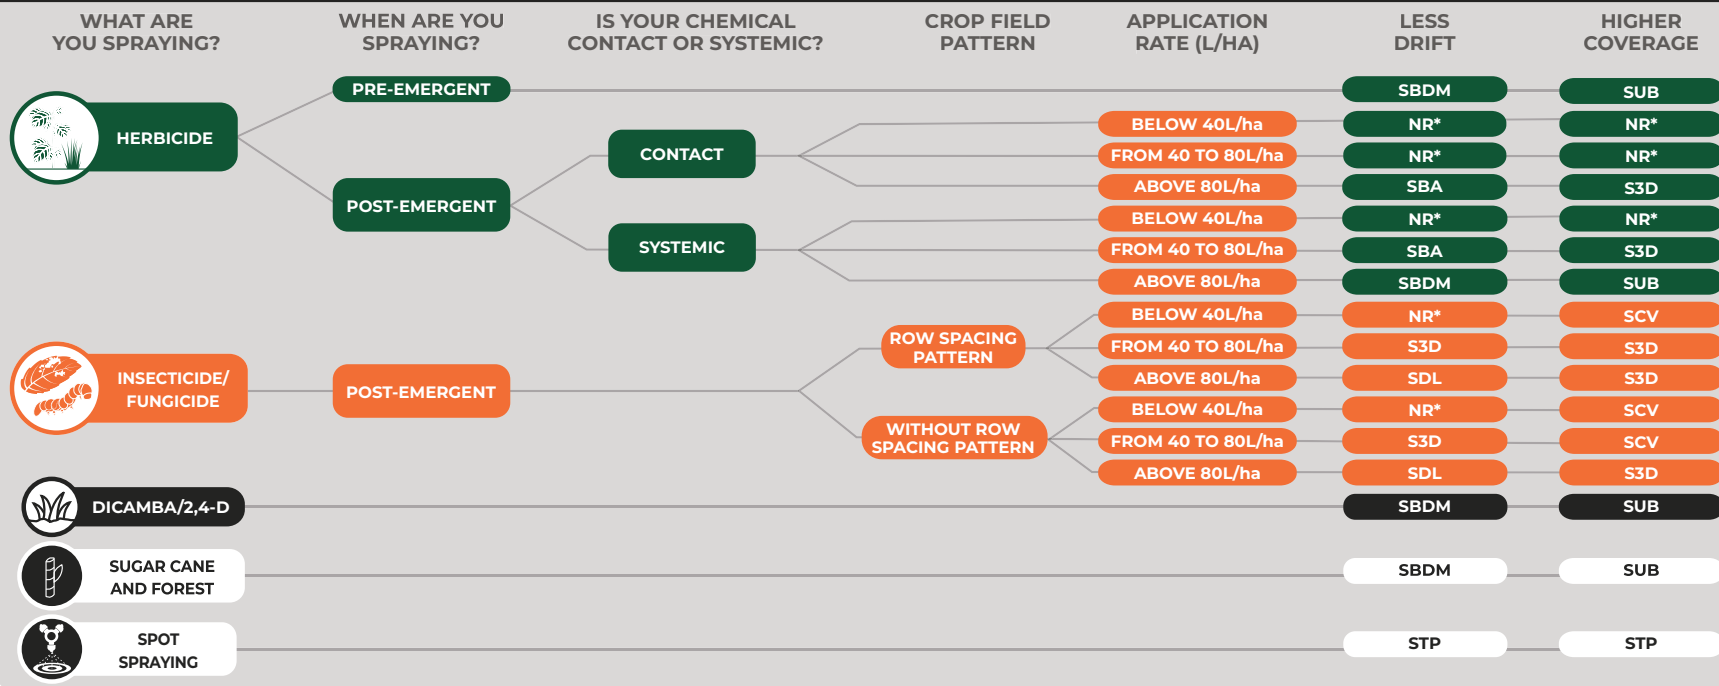 WHAT ARE
YOU SPRAYING?
WHEN ARE YOU
SPRAYING?
IS YOUR CHEMICAL
CONTACT OR SYSTEMIC?
CROP FIELD
PATTERN
APPLICATION
RATE (L/HA)
LESS
DRIFT
HIGHER
COVERAGE
HERBICIDE
PRE-EMERGENT
SBDM
SUB
POST-EMERGENT
CONTACT
BELOW 40L/ha
NR*
NR*
FROM 40 TO 80L/ha
NR*
NR*
ABOVE 80L/ha
SBA
S3D
SYSTEMIC
BELOW 40L/ha
NR*
NR*
FROM 40 TO 80L/ha
SBA
S3D
ABOVE 80L/ha
SBDM
SUB
INSECTICIDE/
FUNGICIDE
POST-EMERGENT
ROW SPACING
PATTERN
BELOW 40L/ha
NR*
SCV
FROM 40 TO 80L/ha
S3D
S3D
ABOVE 80L/ha
SDL
S3D
WITHOUT ROW
SPACING PATTERN
BELOW 40L/ha
NR*
SCV
FROM 40 TO 80L/ha
S3D
SCV
ABOVE 80L/ha
SDL
S3D
DICAMBA/2,4-D
SBDM
SUB
SUGAR CANE
AND FOREST
SBDM
SUB
SPOT
SPRAYING
STP
STP